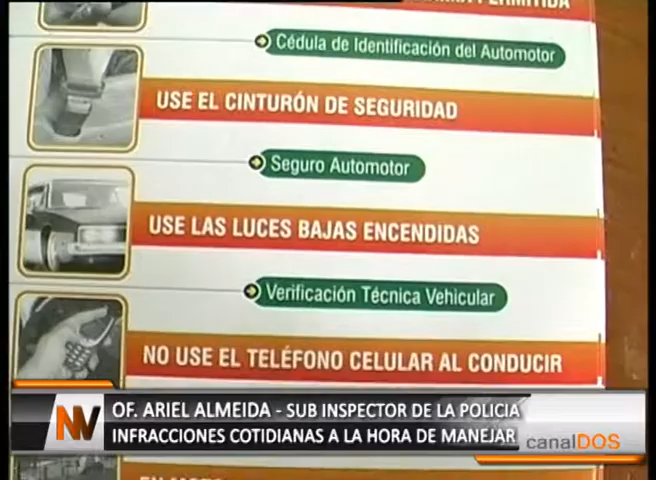 PERMITIDA
Cédula de Identificación del Automotor
USE EL CINTURÓN DE SEGURIDAD
Seguro Automotor
USE LAS LUCES BAJAS ENCENDIDAS
Verificación Técnica Vehicular
NO USE EL TELÉFONO CELULAR AL CONDUCIR
NV
OF. ARIEL ALMEIDA - SUB INSPECTOR DE LA POLICIA
INFRACCIONES COTIDIANAS A LA HORA DE MANEJAR
canalDOS